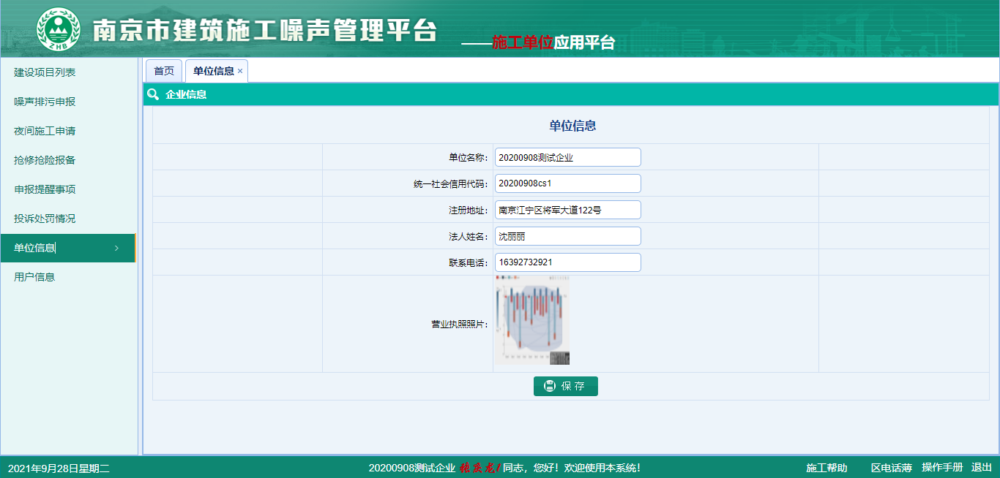 ZHB
南京市建筑施工噪声管理平台
——施工单位应用平台
建设项目列表
噪声排污申报
夜间施工申请
抢修抢险报备
申报提醒事项
投诉处罚情况
单位信息
用户信息
首页 单位信息 ×
企业信息
单位信息
单位名称： 20200908测试企业
统一社会信用代码： 20200908cs1
注册地址： 南京江宁区将军大道122号
法人姓名： 沈丽丽
联系电话： 16392732921
营业执照照片：
保 存
2021年9月28日星期二 20200908测试企业 同志，您好！欢迎使用本系统！ 施工帮助 区电话薄 操作手册 退出